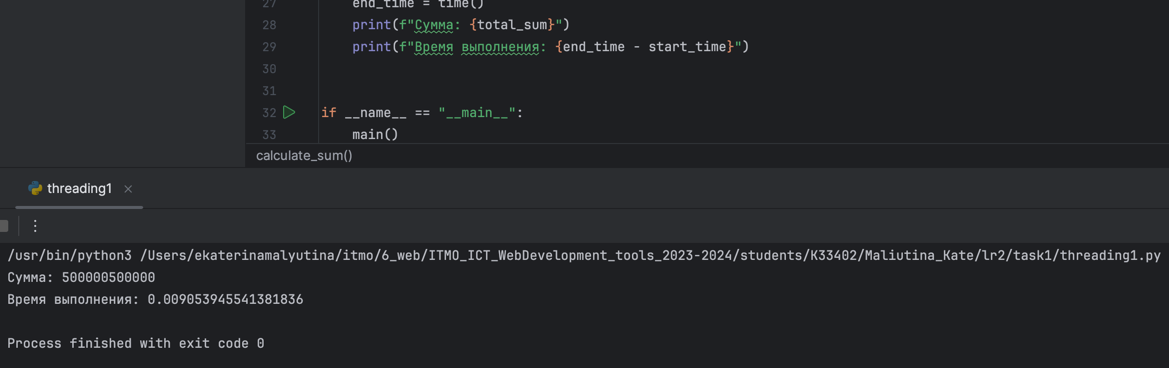 27 end_time = time()
28 print(f"Сумма: {total_sum}")
29 print(f"Время выполнения: {end_time - start_time}")
30
31
32 if __name__ == "__main__":
33 main()
calculate_sum()
threading1
/usr/bin/python3 /Users/ekaterinamalyutina/itmo/6_web/ITMO_ICT_WebDevelopment_tools_2023-2024/students/K33402/Maliutina_Kate/lr2/task1/threading1.py
Сумма: 500000500000
Время выполнения: 0.009053945541381836
Process finished with exit code 0